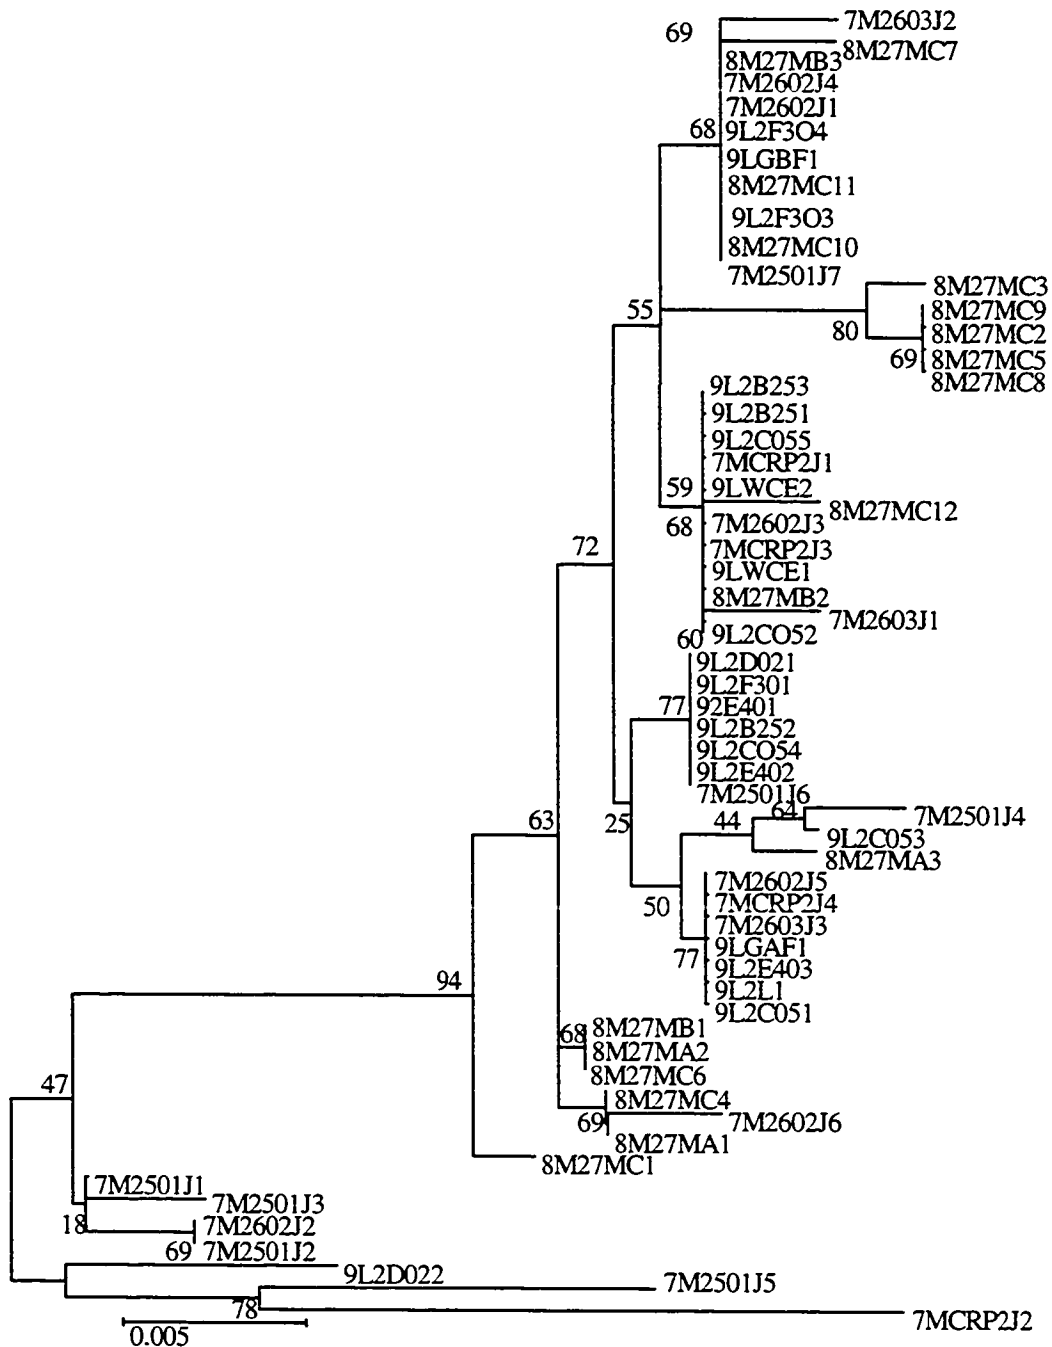 7M2603J2
69
8M27MC7
8M27MB3
7M2602J4
7M2602J1
68
9L2F3O4
9LGBF1
8M27MC11
9L2F3O3
8M27MC10
7M2501J7
8M27MC3
8M27MC9
55
80
8M27MC2
69
8M27MC5
8M27MC8
9L2B253
9L2B251
9L2C055
7MCRP2J1
59
9LWCE2
8M27MC12
68
7M2602J3
72
7MCRP2J3
9LWCE1
8M27MB2
7M2603J1
60
9L2CO52
9L2D021
9L2F301
77
92E401
9L2B252
9L2CO54
9L2E402
7M2501J6
64
7M2501J4
63
25
44
9L2C053
8M27MA3
7M2602J5
50
7MCRP2J4
7M2603J3
77
9LGAF1
9L2E403
94
9L2L1
9L2C051
68
8M27MB1
8M27MA2
47
8M27MC6
8M27MC4
69
7M2602J6
8M27MA1
8M27MC1
7M2501J1
7M2501J3
18
7M2602J2
69
7M2501J2
9L2D022
7M2501J5
78
7MCRP2J2
0.005